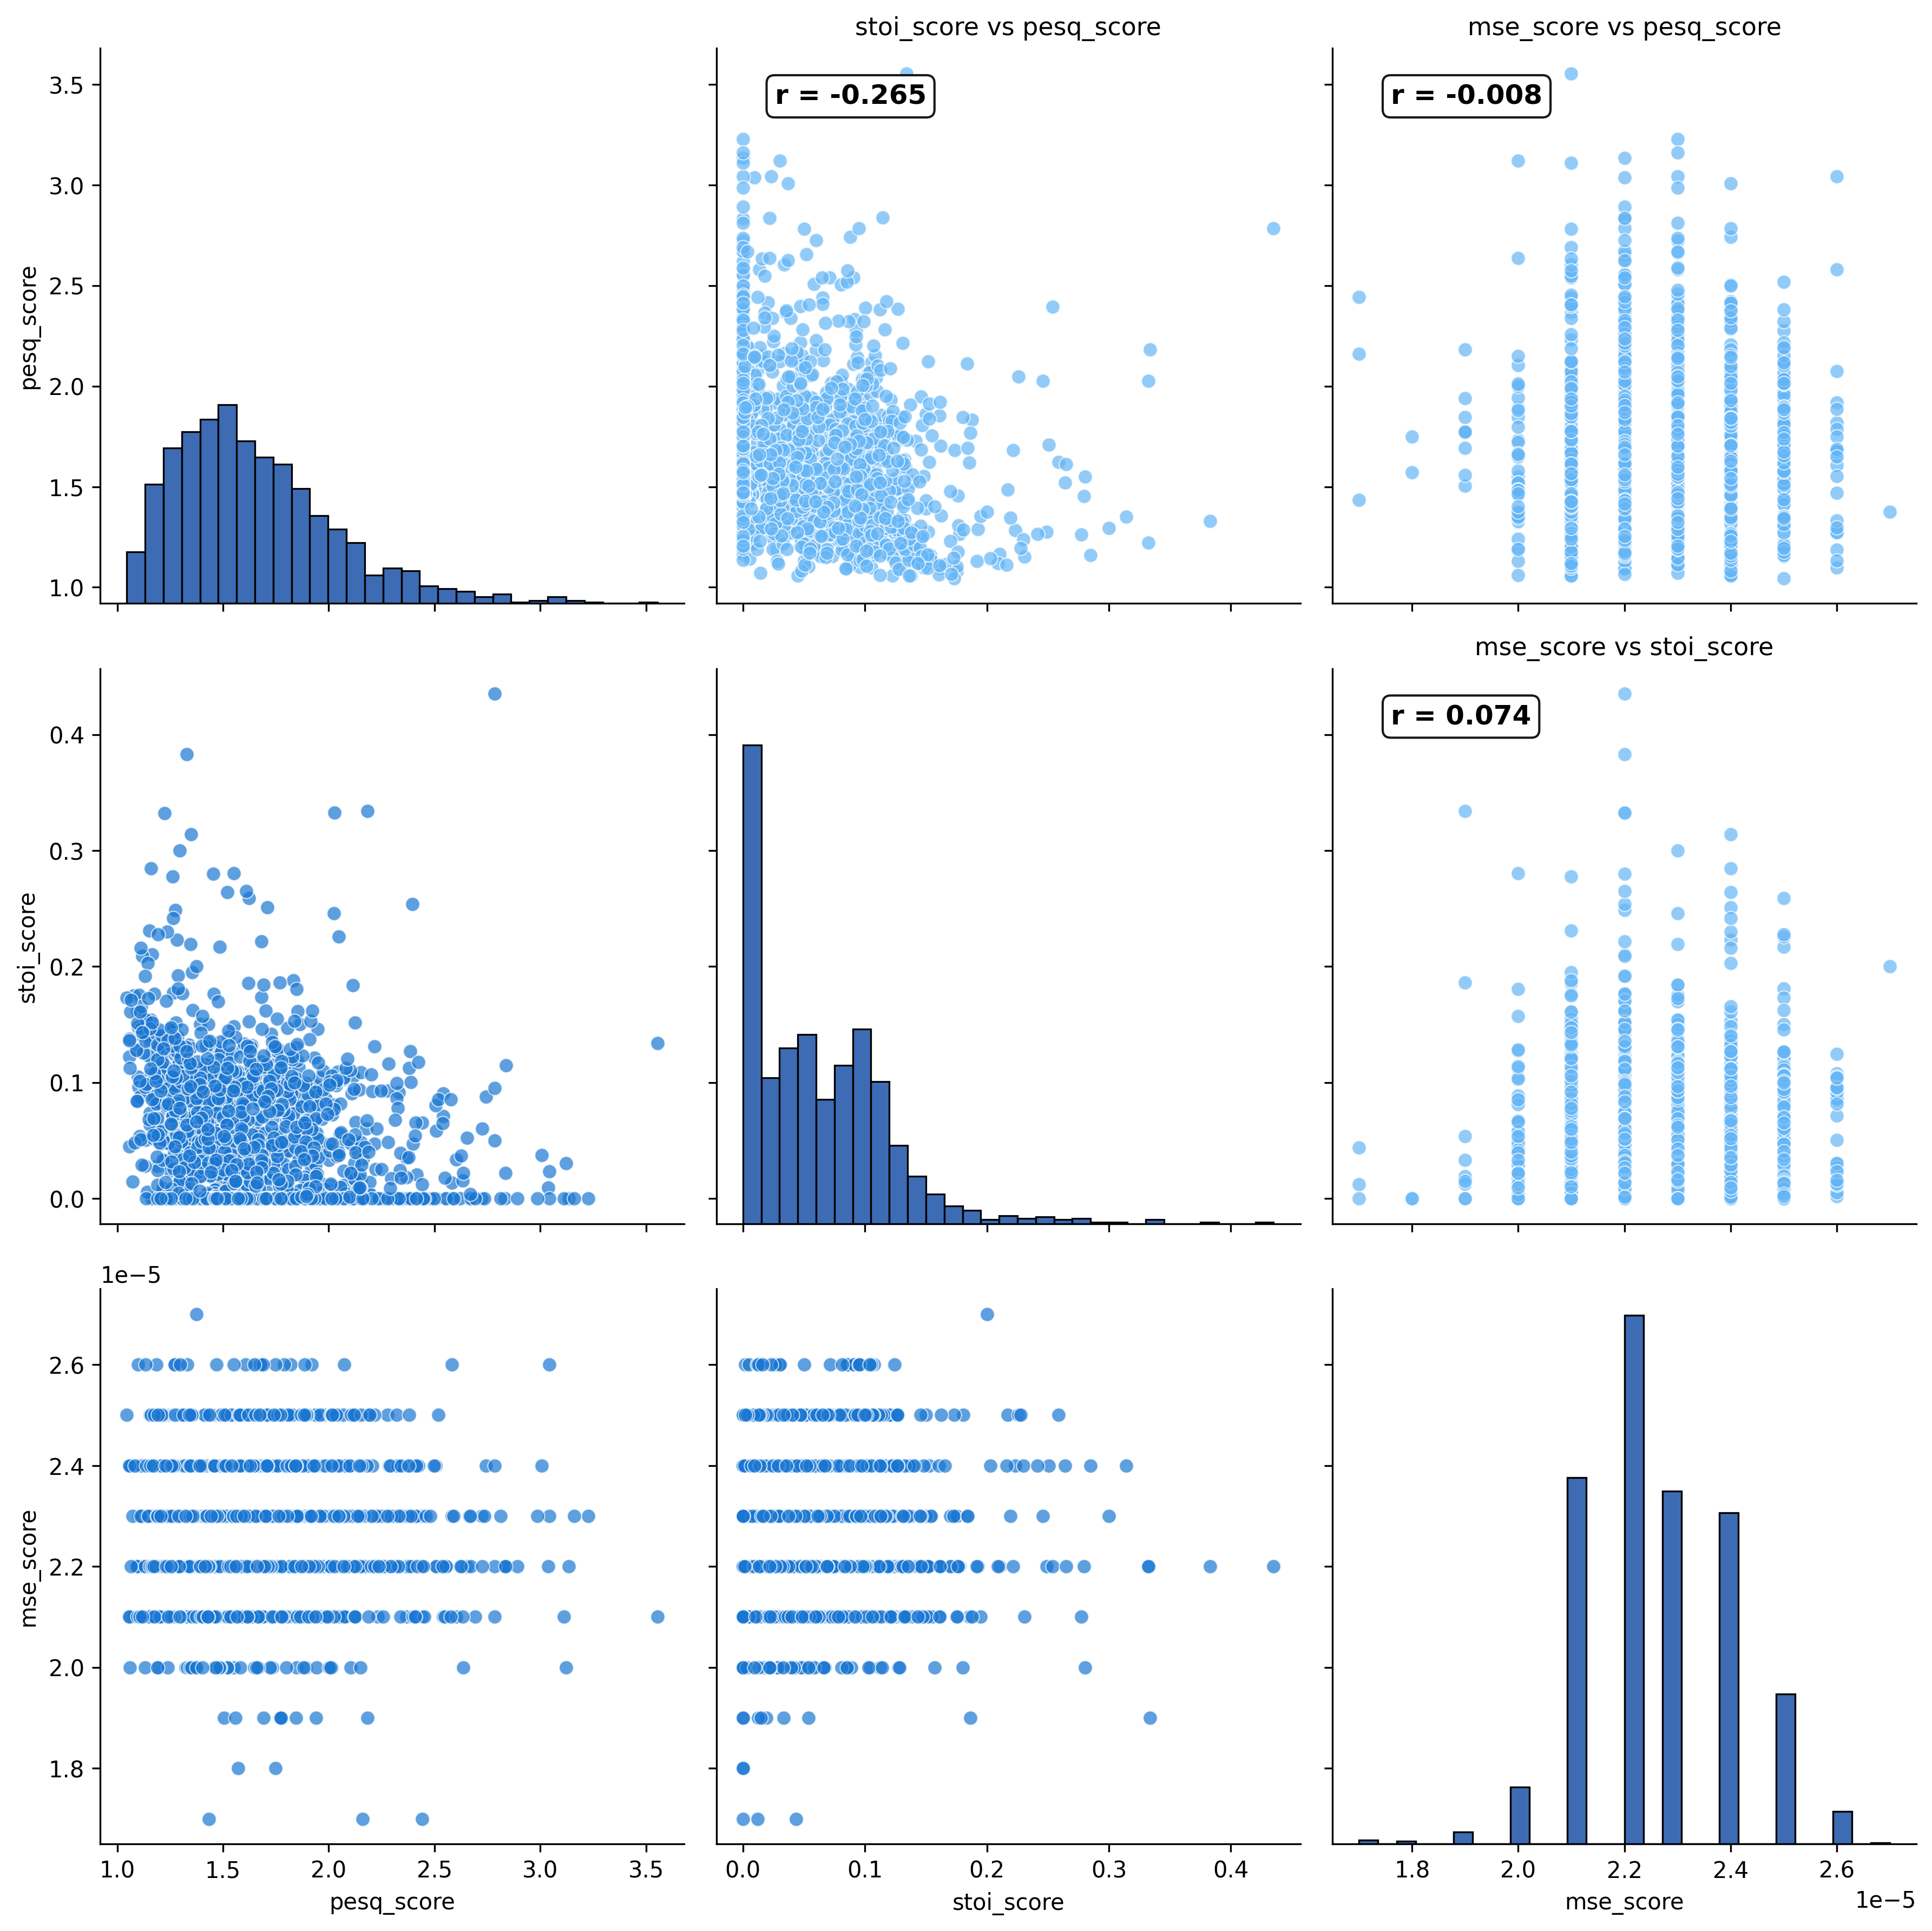 stoi_score vs pesq_score
mse_score vs pesq_score
3.5
3.0
2.5
2.0
1.5
1.0
pesq_score
r = -0.265
r = -0.008
mse_score vs stoi_score
0.4
0.3
0.2
0.1
0.0
stoi_score
r = 0.074
1e−5
2.6
2.4
2.2
2.0
1.8
mse_score
1.0 1.5 2.0 2.5 3.0 3.5
pesq_score
0.0 0.1 0.2 0.3 0.4
stoi_score
1.8 2.0 2.2 2.4 2.6
mse_score
1e−5